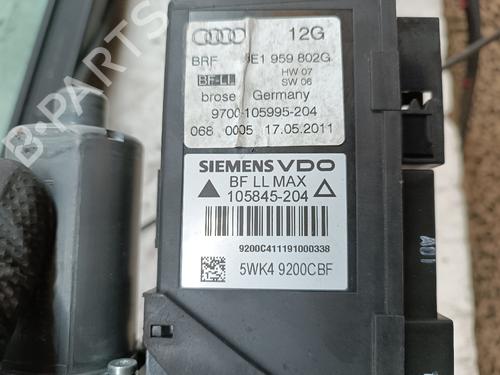 12G
BRF E1 959 802G
BF-LL HW 07
SW 06
brose Germany
9700-105995-204
068 0005 17.05.2011
SIEMENS VDO
BF LL MAX
105845-204
9200C411191000338
5WK4 9200CBF